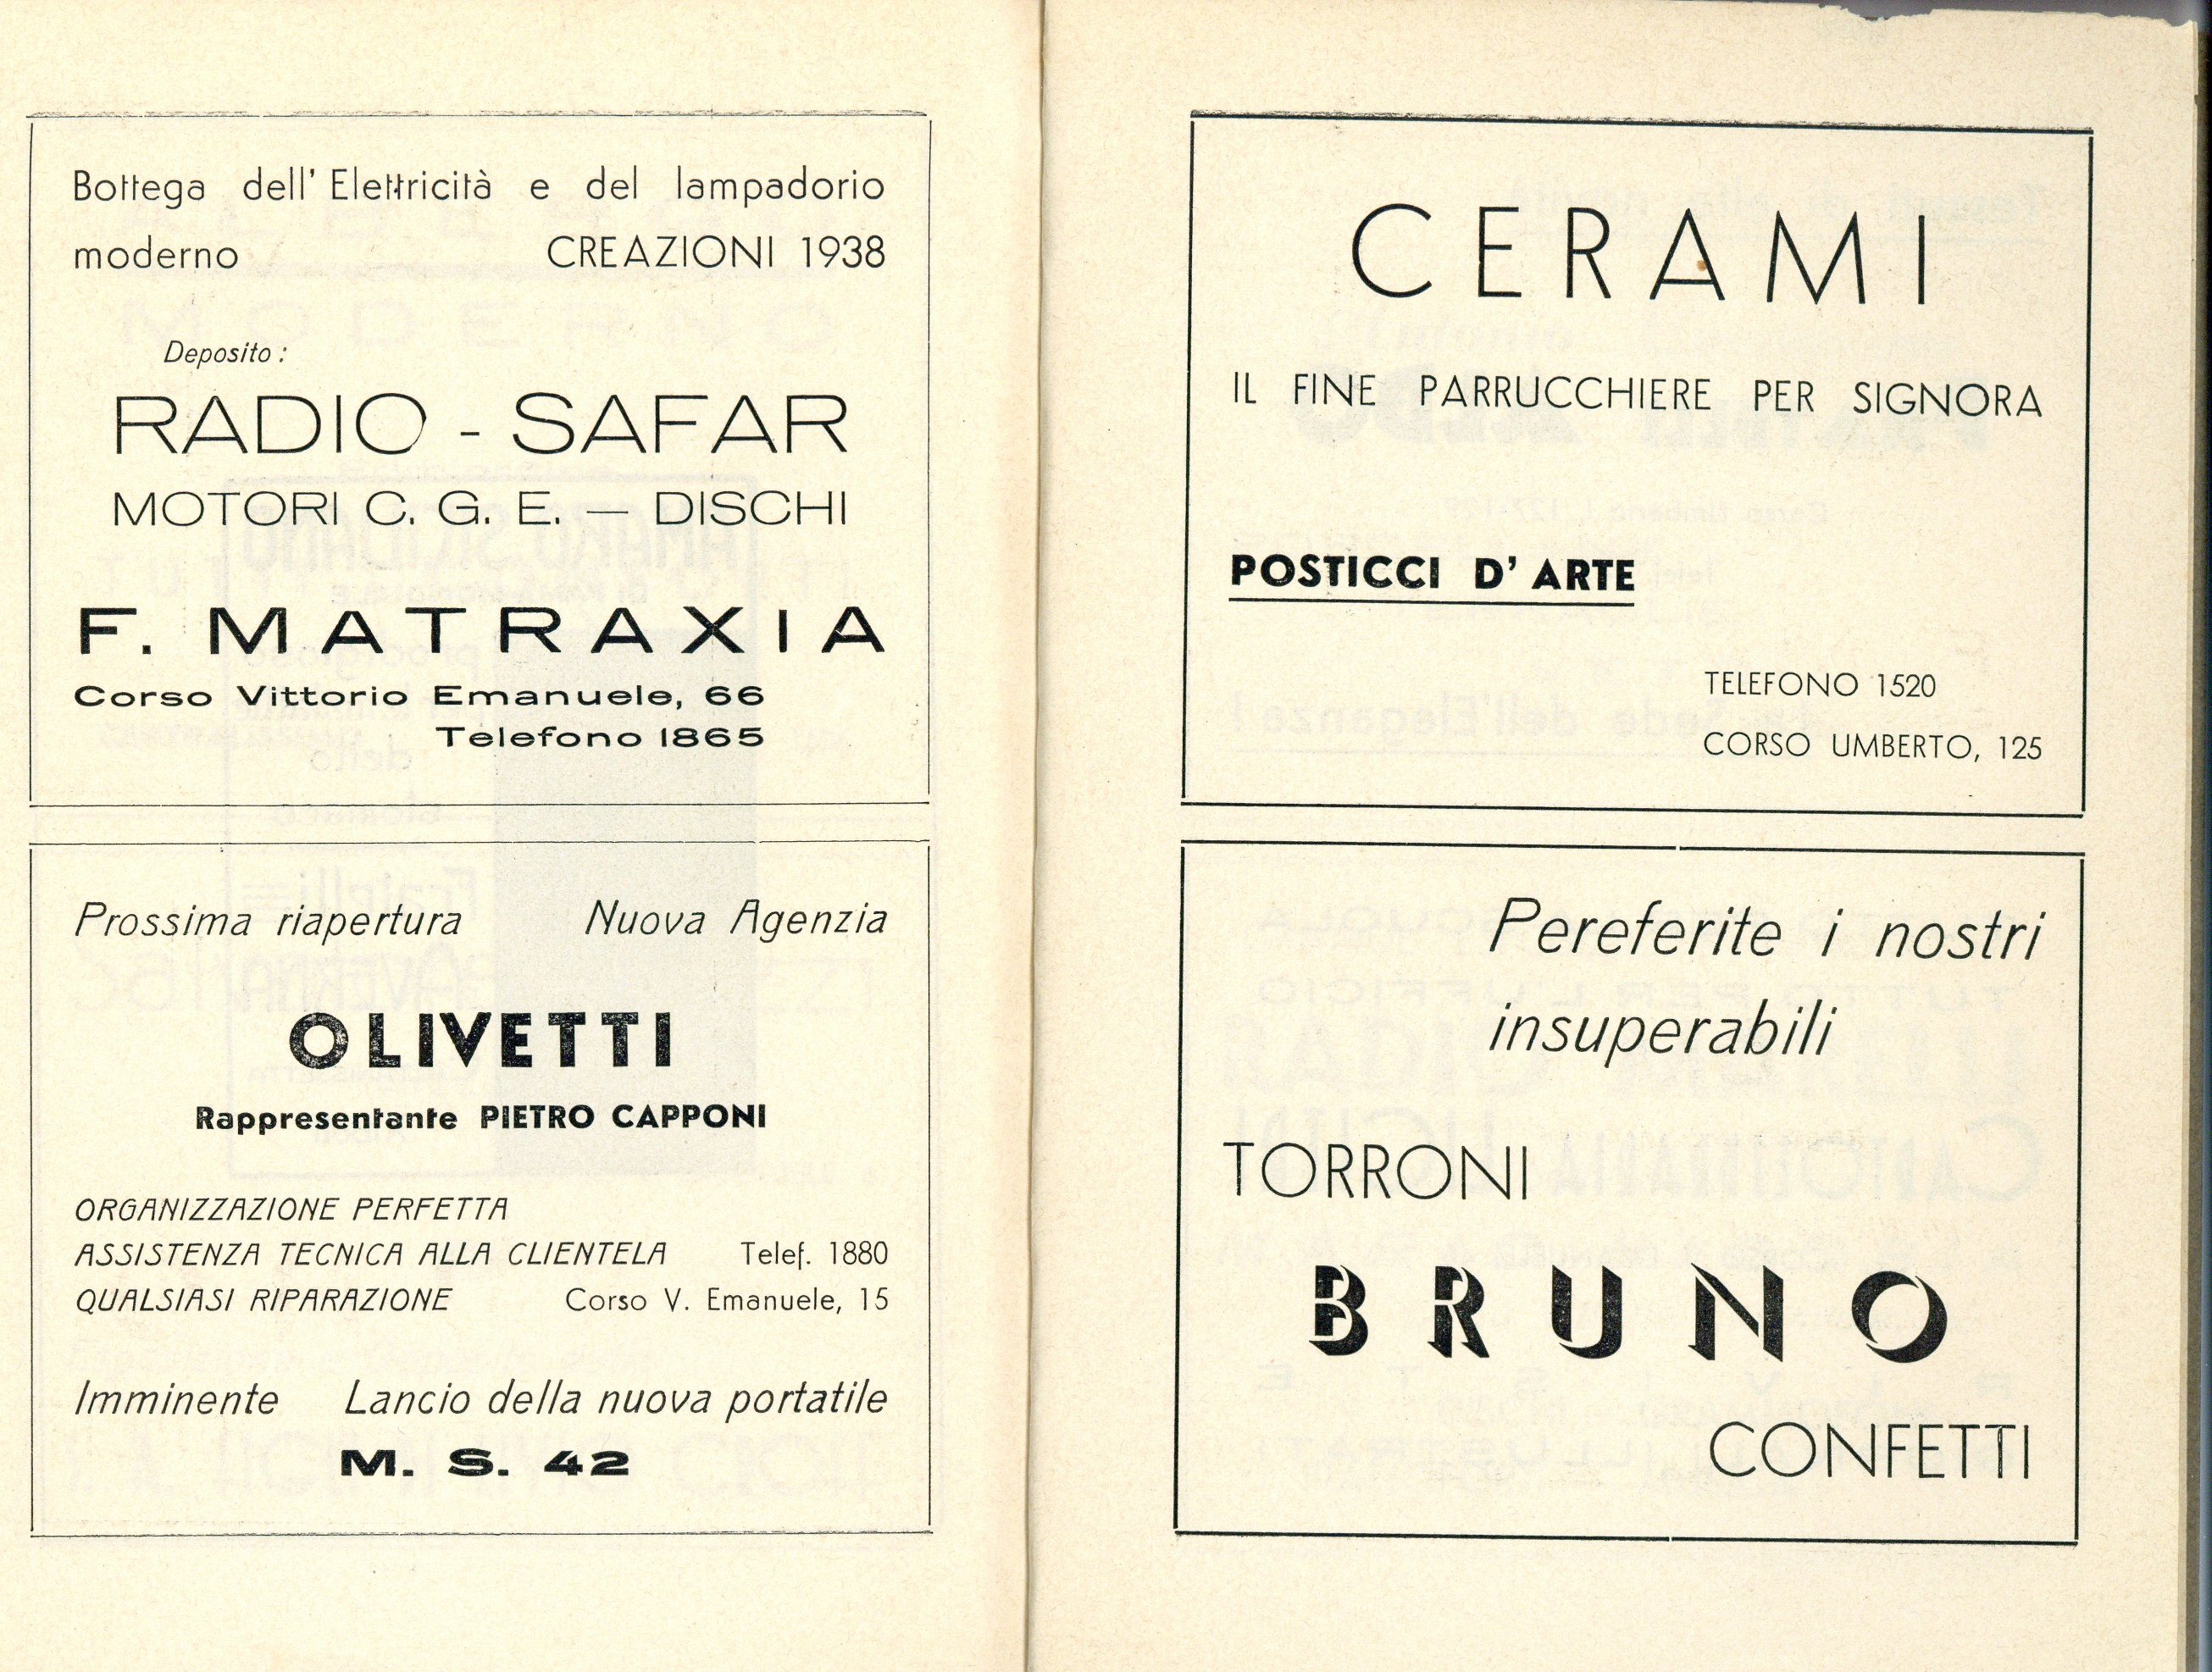 Bottega dell' Elettricità e del lampadorio
moderno CREAZIONI 1938
Deposito :
RADIO - SAFAR
MOTORI C. G. E. — DISCHI
F. MATRAXIA
Corso Vittorio Emanuele, 66
Telefono 1865
Prossima riapertura Nuova Agenzia
OLIVETTI
Rappresentante PIETRO CAPPONI
ORGANIZZAZIONE PERFETTA
ASSISTENZA TECNICA ALLA CLIENTELA Telef. 1880
QUALSIASI RIPARAZIONE Corso V. Emanuele, 15
Imminente Lancio della nuova portatile
M. S. 42
CERAMI
IL FINE PARRUCCHIERE PER SIGNORA
POSTICCI D' ARTE
TELEFONO 1520
CORSO UMBERTO, 125
Pereferite i nostri
insuperabili
TORRONI
BRUNO
CONFETTI